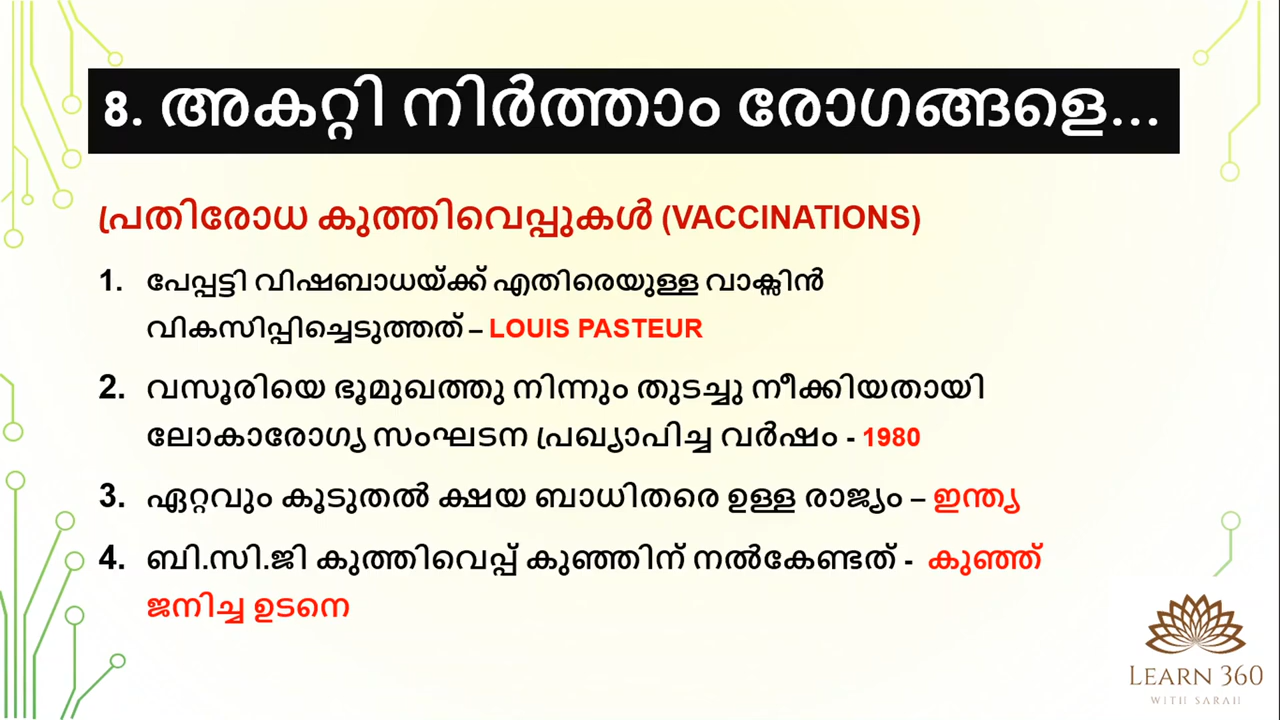 8. അകറ്റി നിർത്താം രോഗങ്ങളെ...
പ്രതിരോധ കുത്തിവെപ്പുകൾ (VACCINATIONS)
1. പേപ്പട്ടി വിഷബാധയ്ക്ക് എതിരെയുള്ള വാക്സിൻ
വികസിപ്പിച്ചെടുത്തത് – LOUIS PASTEUR
2. വസൂരിയെ ഭൂമുഖത്തു നിന്നും തുടച്ചു നീക്കിയതായി
ലോകാരോഗ്യ സംഘടന പ്രഖ്യാപിച്ച വർഷം - 1980
3. ഏറ്റവും കൂടുതൽ ക്ഷയ ബാധിതരെ ഉള്ള രാജ്യം – ഇന്ത്യ
4. ബി.സി.ജി കുത്തിവെപ്പ് കുഞ്ഞിന് നൽകേണ്ടത് - കുഞ്ഞ്
ജനിച്ച ഉടനെ
LEARN 360
WITH SARAH